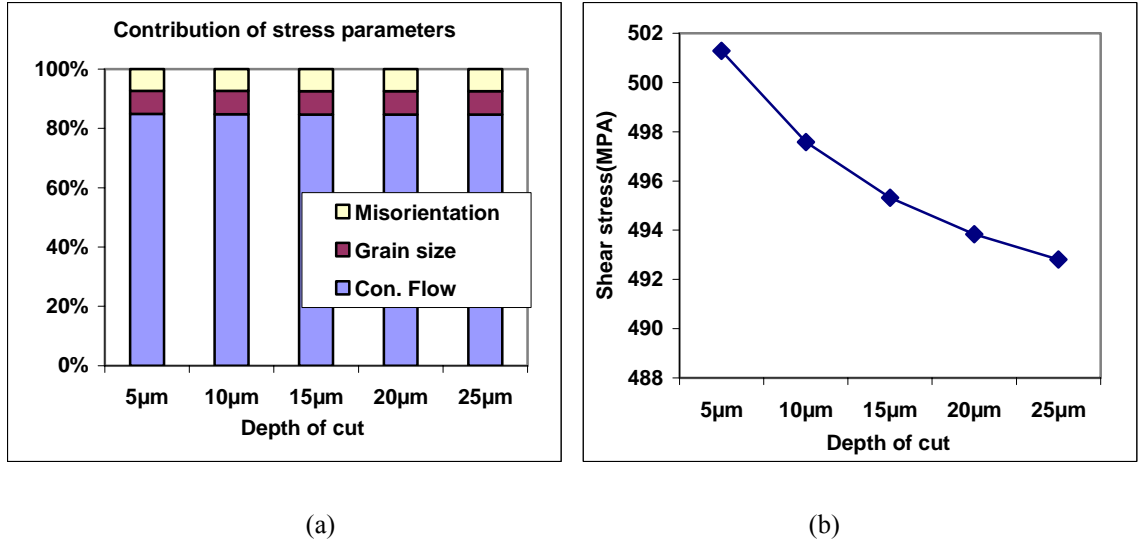 Contribution of stress parameters
100%
80%
60%
40%
20%
0%
Misorientation
Grain size
Con. Flow
5µm 10µm 15µm 20µm 25µm
Depth of cut
(a)
Shear stress(MPA)
502
500
498
496
494
492
490
488
5µm 10µm 15µm 20µm 25µm
Depth of cut
(b)